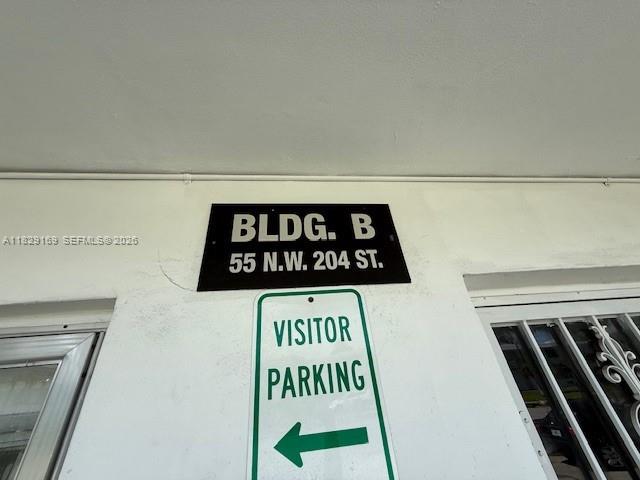 BLDG. B
55 N.W. 204 ST.
A11829169 SEFMLS© 2026
VISITOR
PARKING